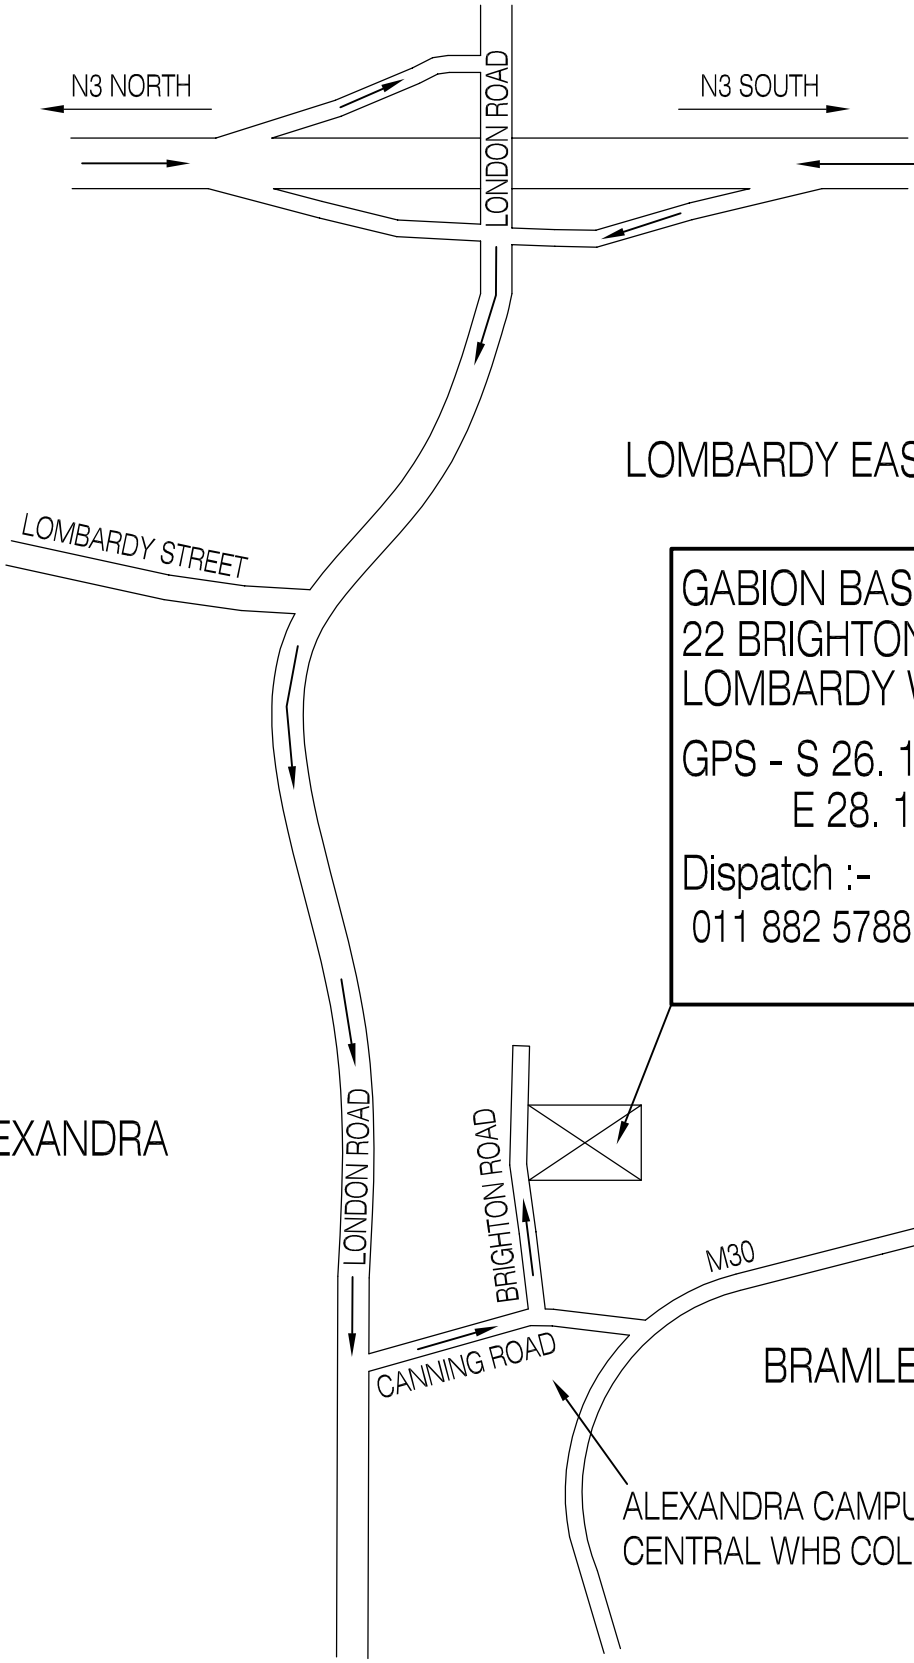 N3 NORTH
N3 SOUTH
LONDON ROAD
LOMBARDY EAS
LOMBARDY STREET
GABION BAS
22 BRIGHTON
LOMBARDY
GPS - S 26. 1
E 28. 1
Dispatch :-
011 882 5788
EXANDRA
LONDON ROAD
BRIGHTON ROAD
M30
CANNING ROAD
BRAMLE
ALEXANDRA CAMPU
CENTRAL WHB COL